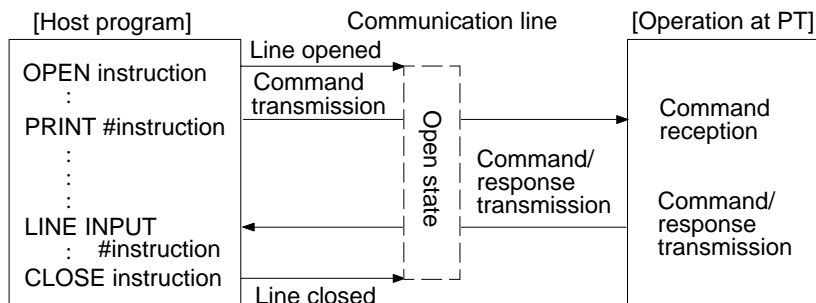 [Host program]
Communication line
[Operation at PT]
Line opened
OPEN instruction
:
Command
transmission
PRINT #instruction
:
:
:
:
Open state
Command
reception
Command/
response
transmission
Command/
response
transmission
LINE INPUT
#instruction
:
CLOSE instruction
Line closed